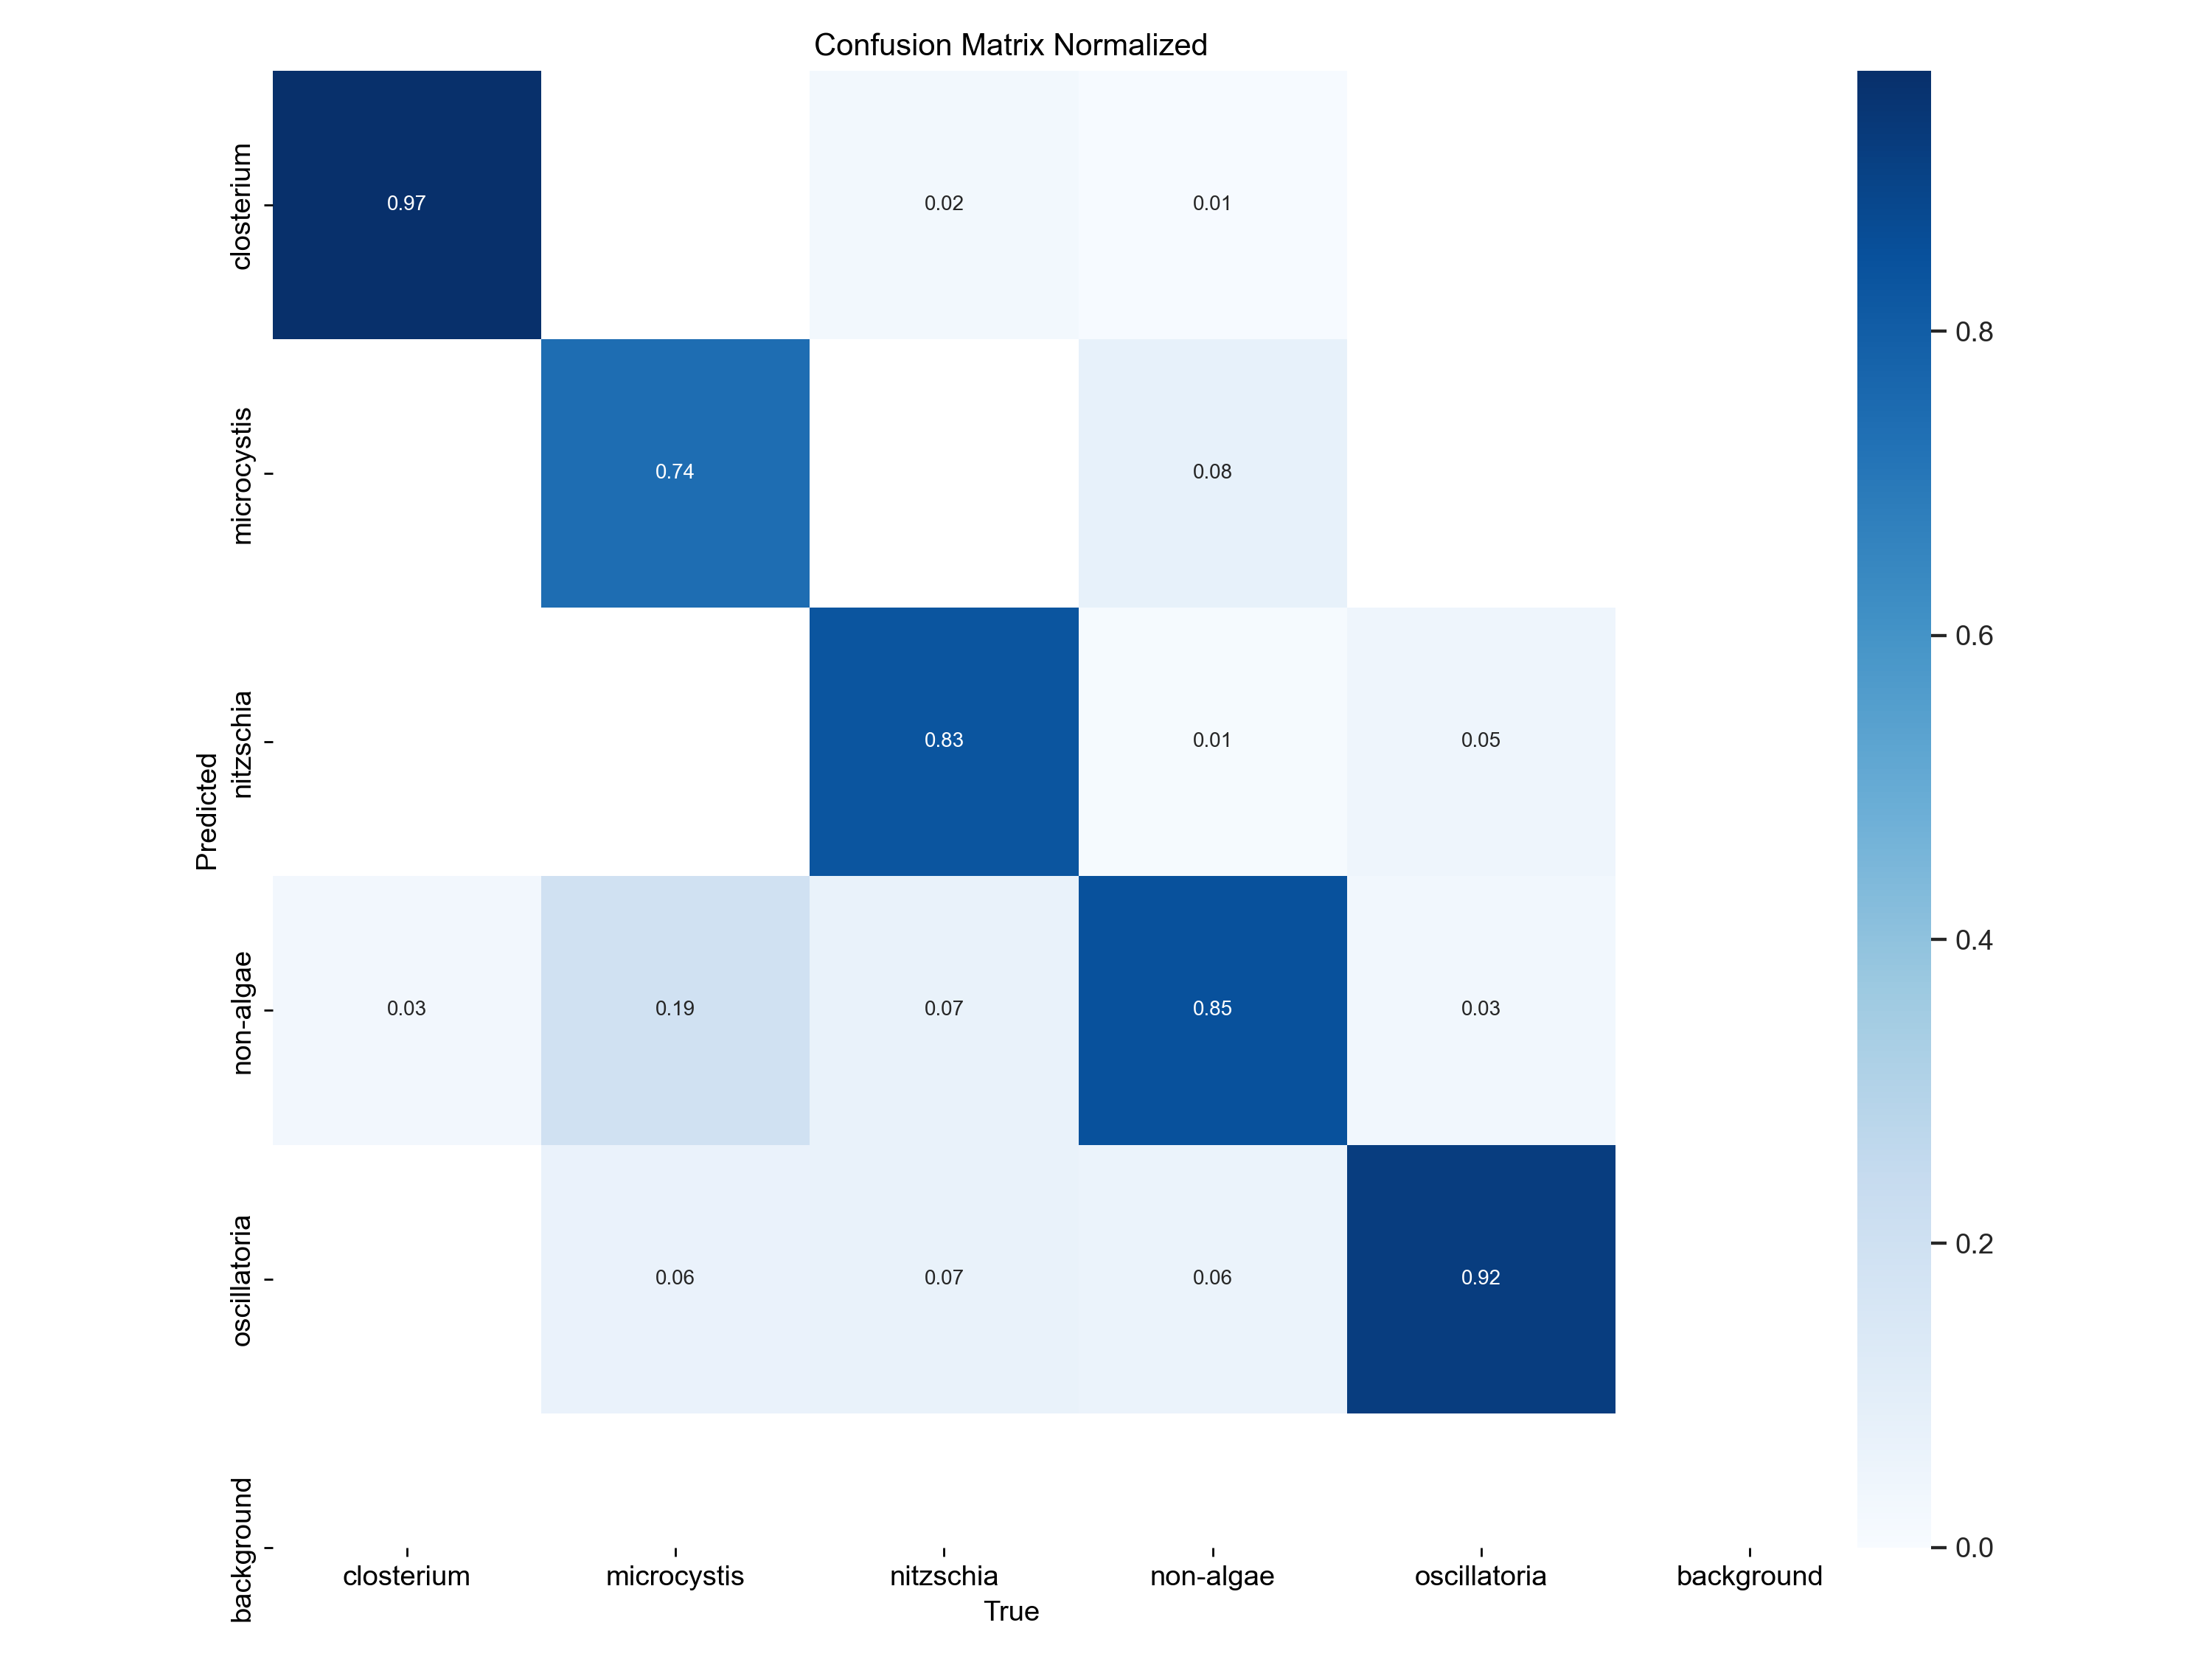 Confusion Matrix Normalized
closterium
0.97
0.02
0.01
0.8
microcystis
0.74
0.08
0.6
Predicted
nitzschia
0.83
0.01
0.05
0.4
non-algae
0.03
0.19
0.07
0.85
0.03
0.2
oscillatoria
0.06
0.07
0.06
0.92
background
0.0
closterium
microcystis
nitzschia
non-algae
oscillatoria
background
True